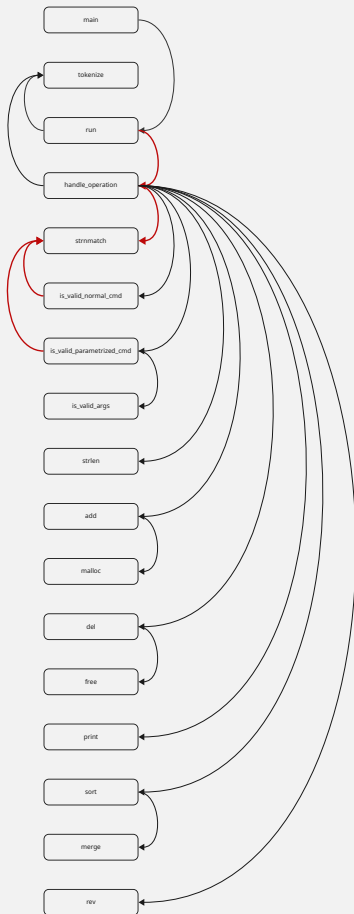 main
tokenize
run
handle_operation
strnmatch
is_valid_normal_cmd
is_valid_parametrized_cmd
is_valid_args
strlen
add
malloc
del
free
print
sort
merge
rev